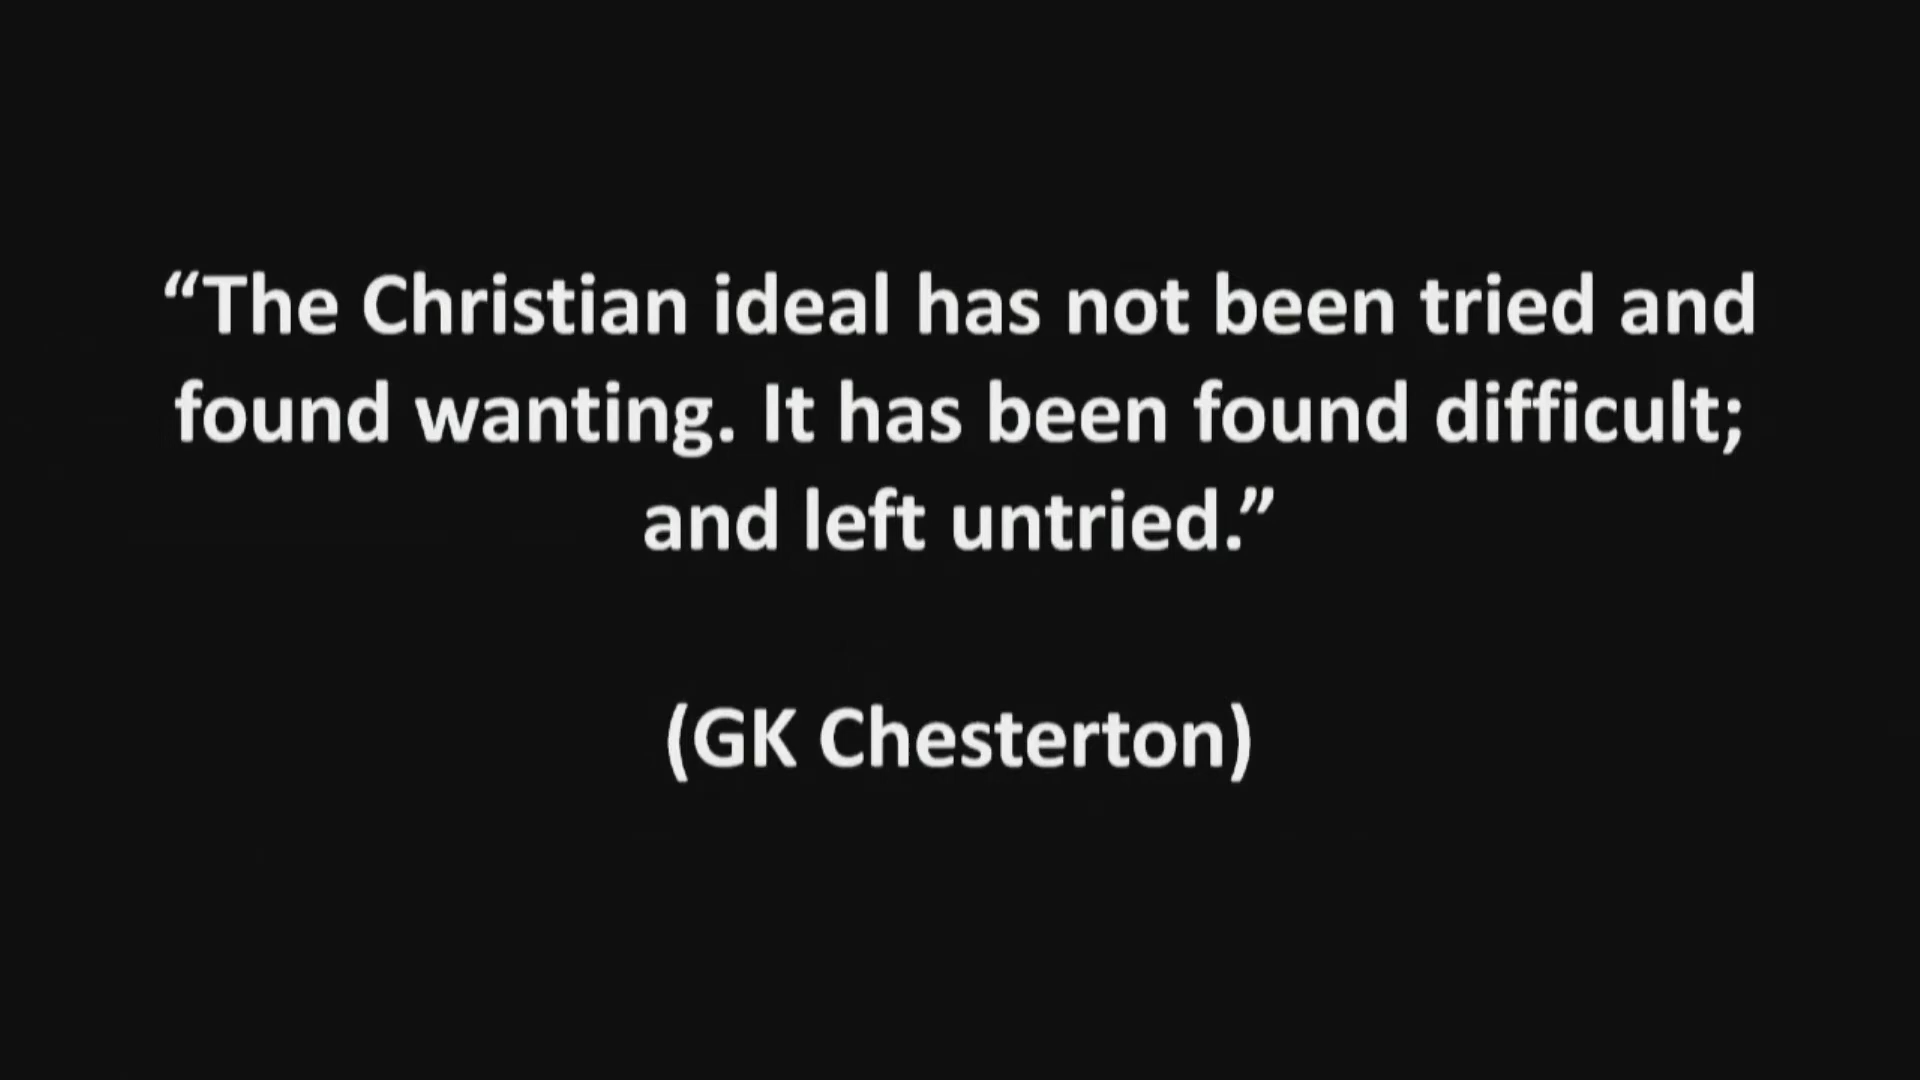 “The Christian ideal has not been tried and
found wanting. It has been found difficult;
and left untried.”
(GK Chesterton)